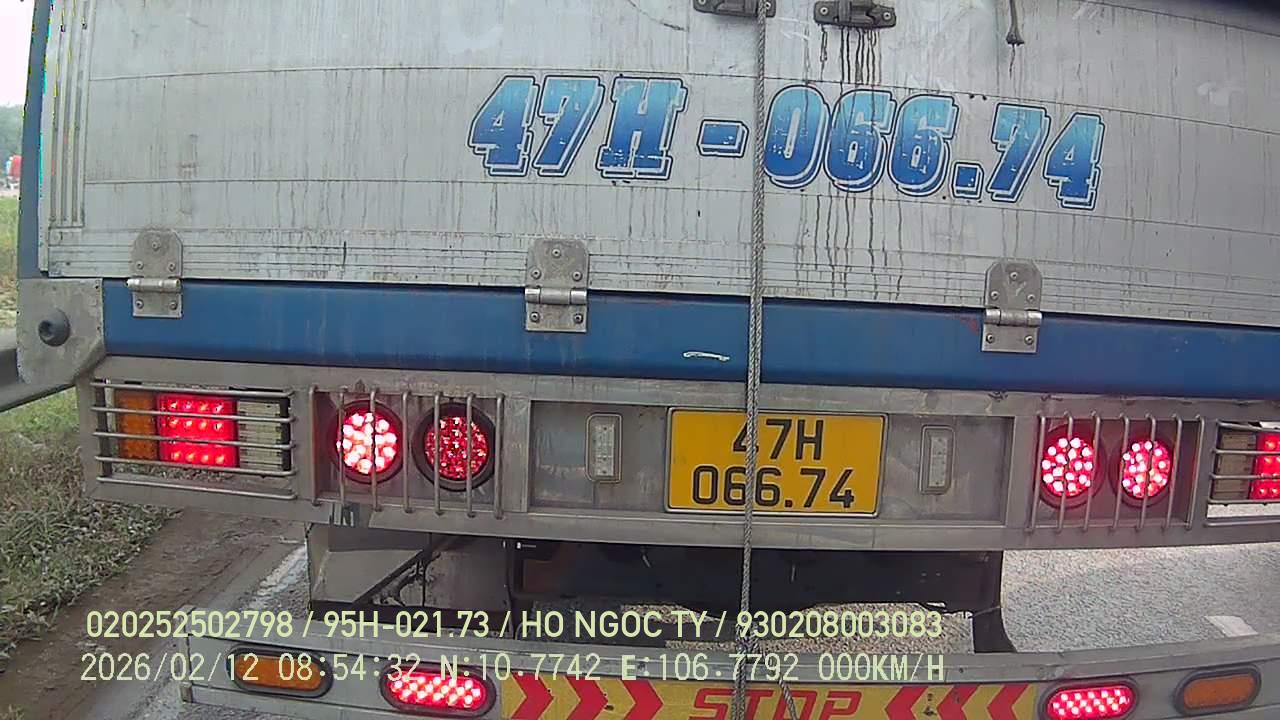 47H-066.74
47H
066.74
020252502798 / 95H-021.73 / HO NGOC TY / 930208003083
2026/02/12 08:54:32 N:10.7742 E:106.7792 000KM/H
STOP